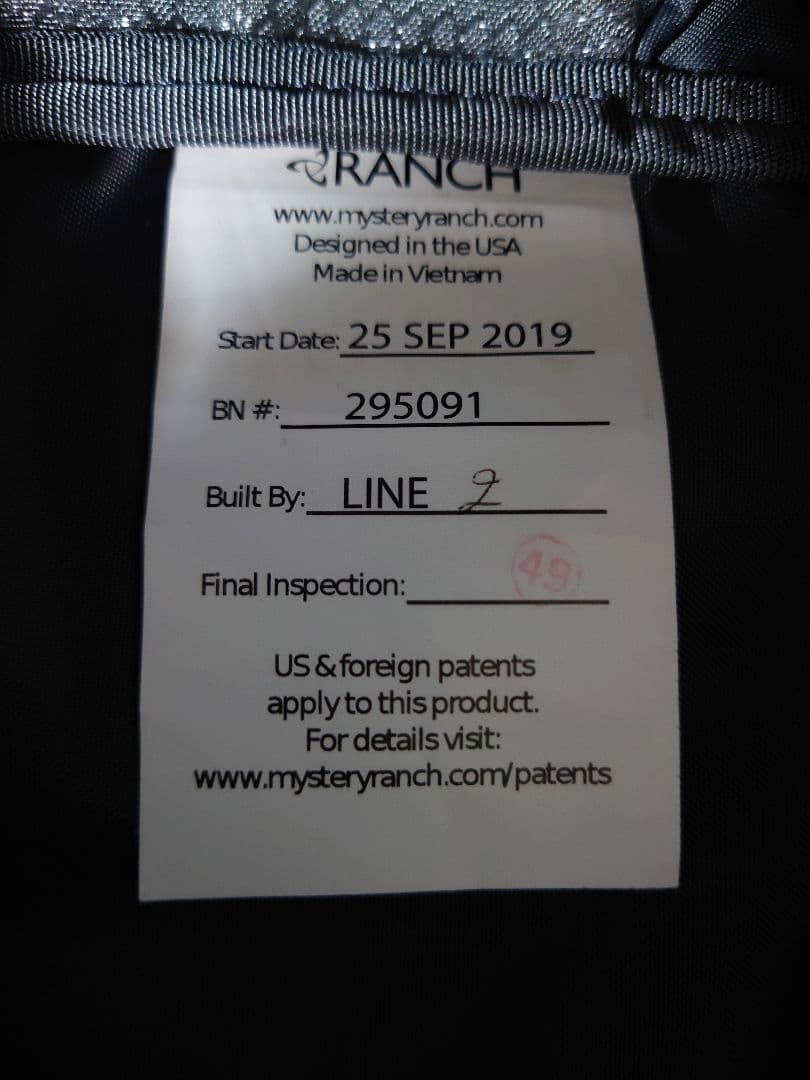 RANCH
www.mysteryranch.com
Designed in the USA
Made in Vietnam
Start Date: 25 SEP 2019
BN #: 295091
Built By: LINE 2
Final Inspection: 49
US & foreign patents
apply to this product.
For details visit:
www.mysteryranch.com/patents